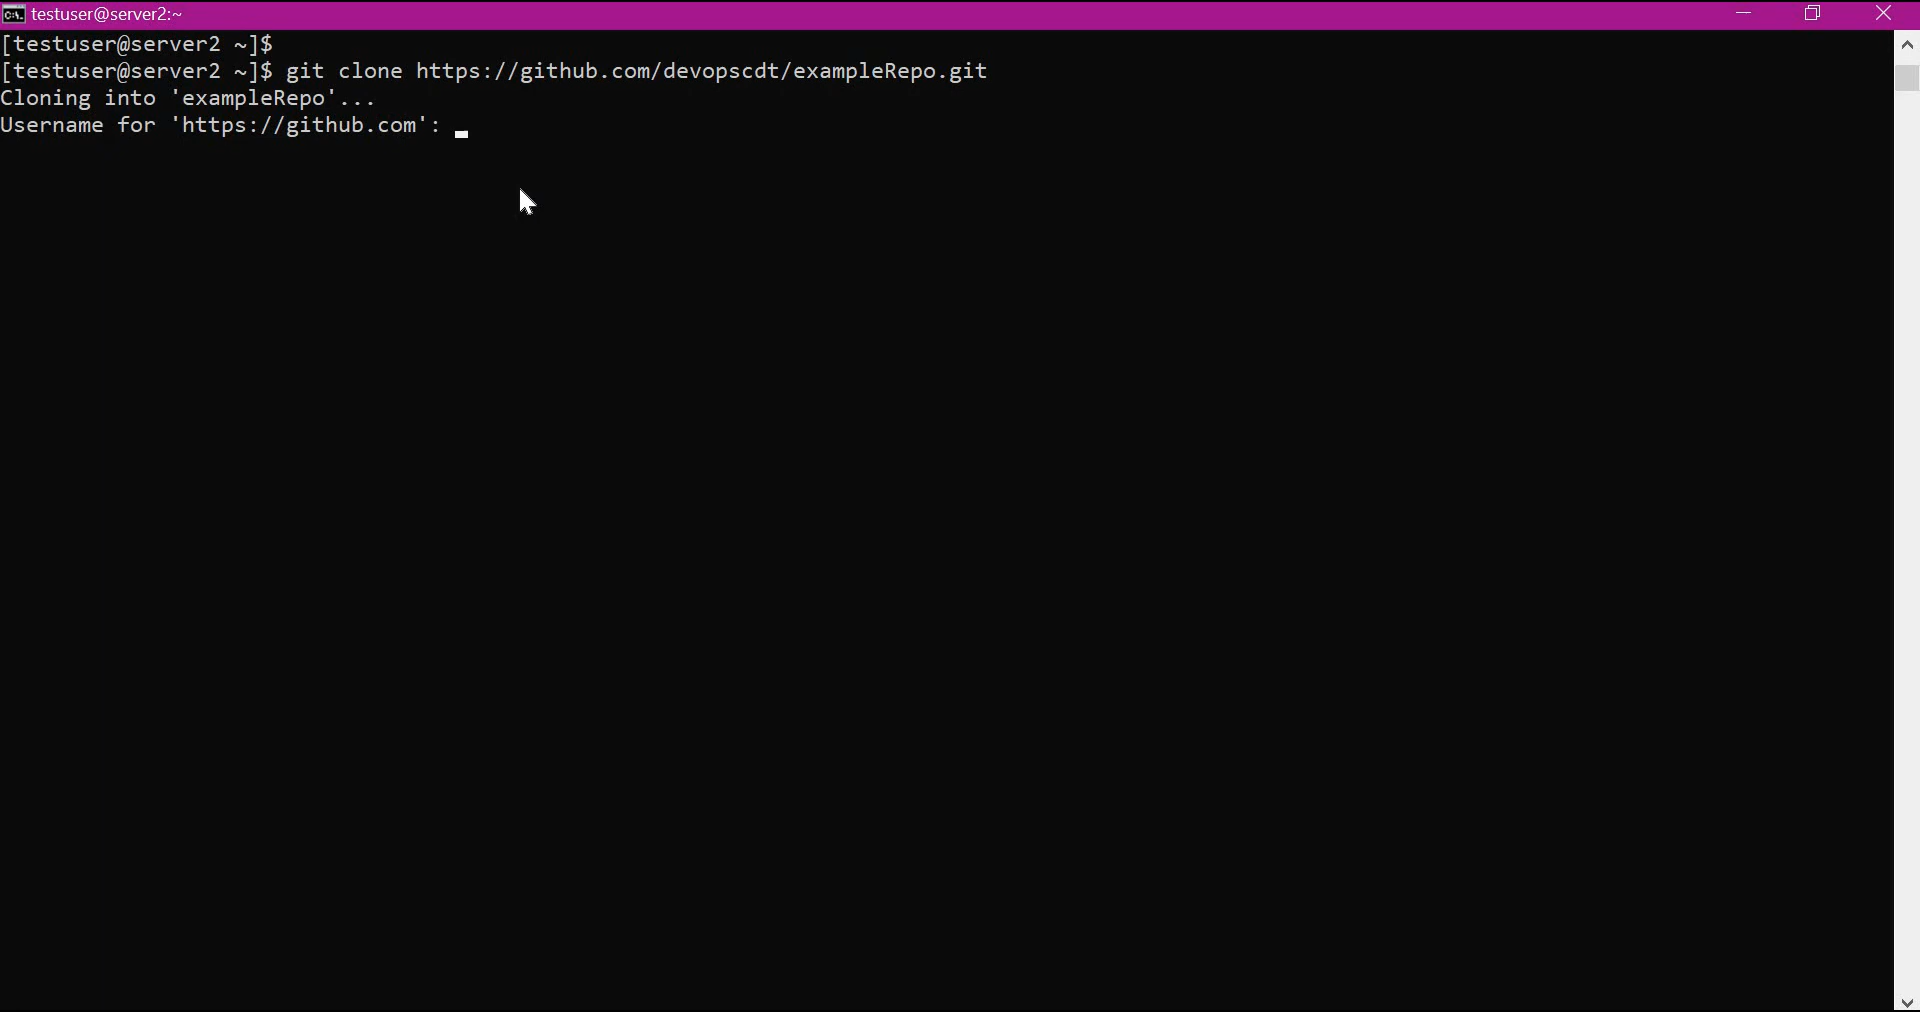 testuser@server2:~
[testuser@server2 ~]$
[testuser@server2 ~]$ git clone https://github.com/devopscdt/exampleRepo.git
Cloning into 'exampleRepo'...
Username for 'https://github.com':